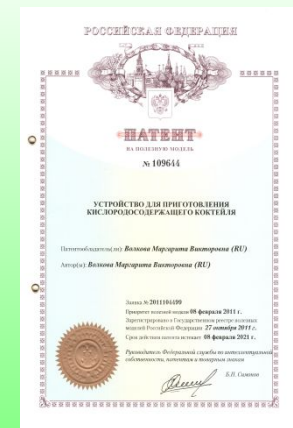 РОССИЙСКАЯ ФЕДЕРАЦИЯ
ПАТЕНТ
НА ПОЛЕЗНУЮ МОДЕЛЬ
№ 109644
УСТРОЙСТВО ДЛЯ ПРИГОТОВЛЕНИЯ
КИСЛОРОДОСОДЕРЖАЩЕГО КОКТЕЙЛЯ
Патентообладатель(ли): Волкова Маргарита Викторовна (RU)
Автор(ы): Волкова Маргарита Викторовна (RU)
Заявка № 2011104499
Приоритет полезной модели 08 февраля 2011 г.
Зарегистрировано в Государственном реестре полезных
моделей Российской Федерации 27 октября 2011 г.
Срок действия патента истекает 08 февраля 2021 г.
Руководитель Федеральной службы по интеллектуальной
собственности, патентам и товарным знакам
Б.П. Симонов